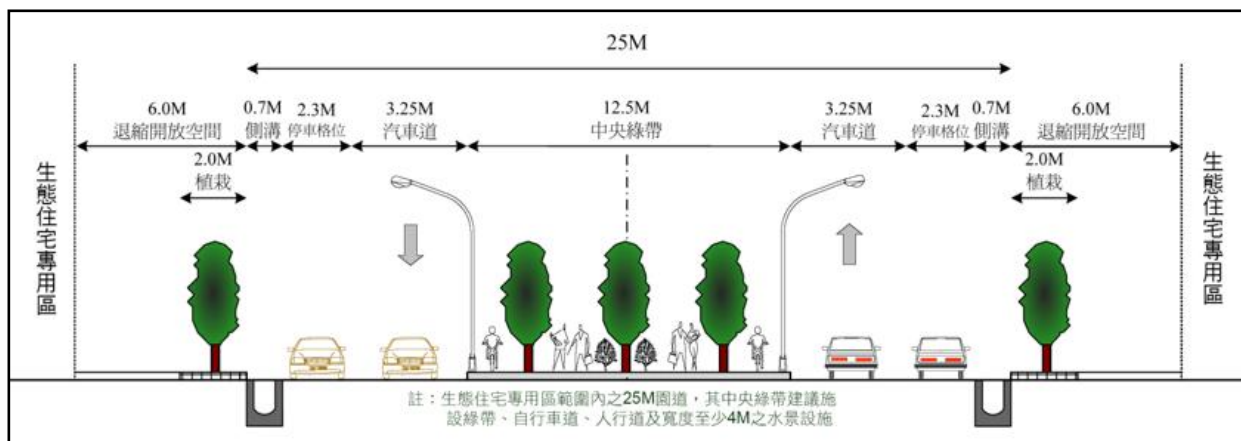 25M
6.0M 0.7M 2.3M 3.25M 12.5M 3.25M 2.3M 0.7M 6.0M
退縮開放空間 側溝 停車格位 汽車道 中央綠帶 汽車道 停車格位 側溝 退縮開放空間
2.0M 2.0M
植栽 植栽
生態住宅專用區
生態住宅專用區
註：生態住宅專用區範圍內之25M園道，其中央綠帶建議施
設綠帶、自行車道、人行道及寬度至少4M之水景設施